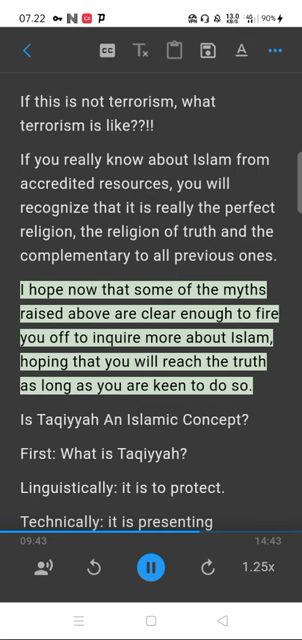 07.22
13.0
KB/S
4G
90%
CC
If this is not terrorism, what
terrorism is like??!!
If you really know about Islam from
accredited resources, you will
recognize that it is really the perfect
religion, the religion of truth and the
complementary to all previous ones.
I hope now that some of the myths
raised above are clear enough to fire
you off to inquire more about Islam,
hoping that you will reach the truth
as long as you are keen to do so.
Is Taqiyyah An Islamic Concept?
First: What is Taqiyyah?
Linguistically: it is to protect.
Technically: it is presenting
09:43
14:43
1.25x